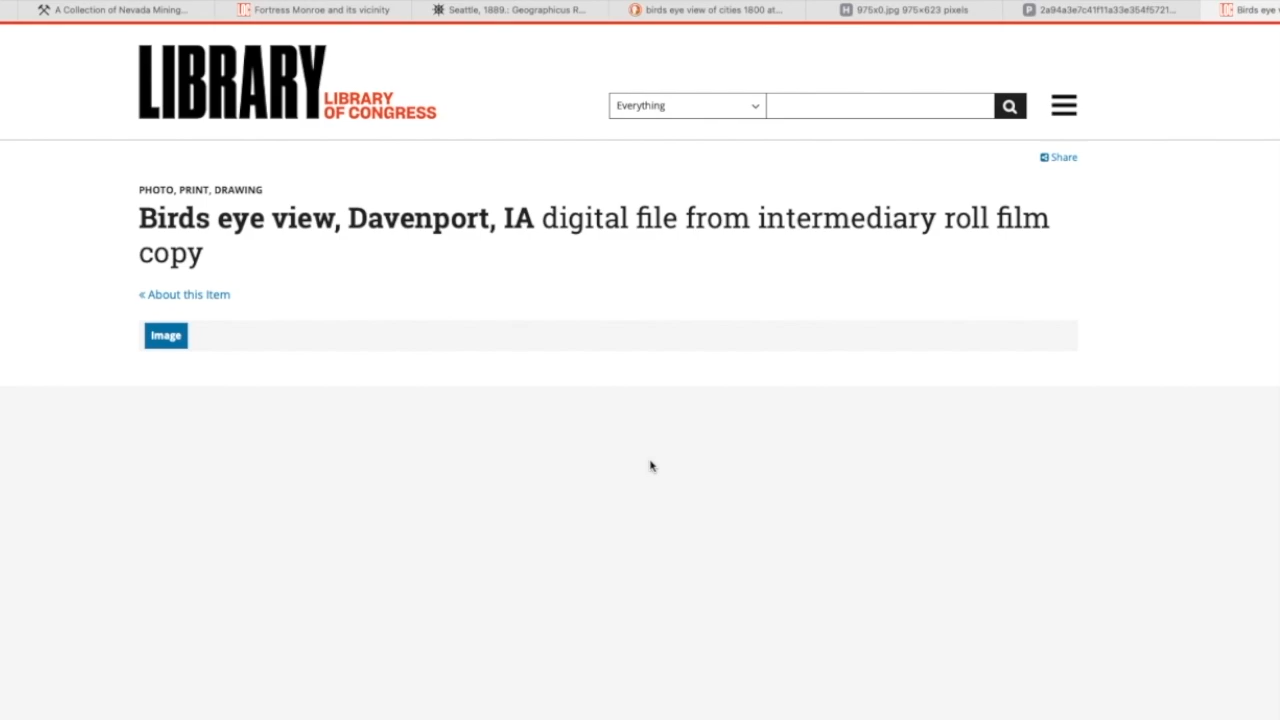 A Collection of Nevada Mining...
LOC Fortress Monroe and its vicinity
Seattle, 1889.: Geographicus R...
birds eye view of cities 1800 at...
H 975x0.jpg 975×623 pixels
P 2a94a3e7c41f11a33e354f5721...
LOC Birds eye
LIBRARY
LIBRARY
OF CONGRESS
Everything
Share
PHOTO, PRINT, DRAWING
Birds eye view, Davenport, IA digital file from intermediary roll film
copy
« About this Item
Image